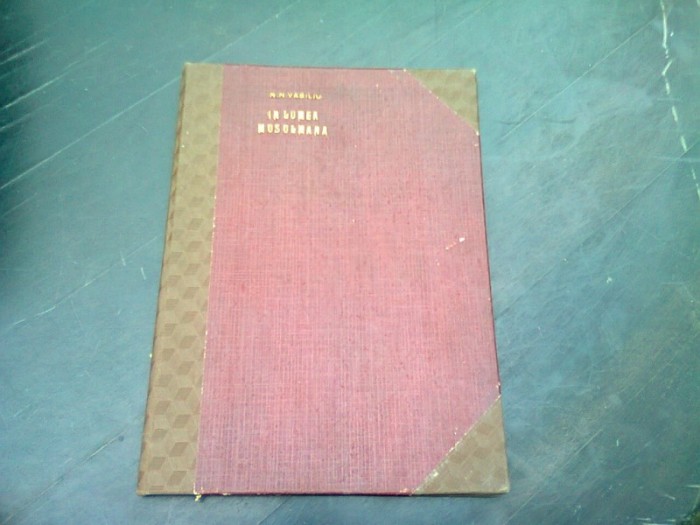 N.N. VASILIU
IN LUMEA
MUSULMANA